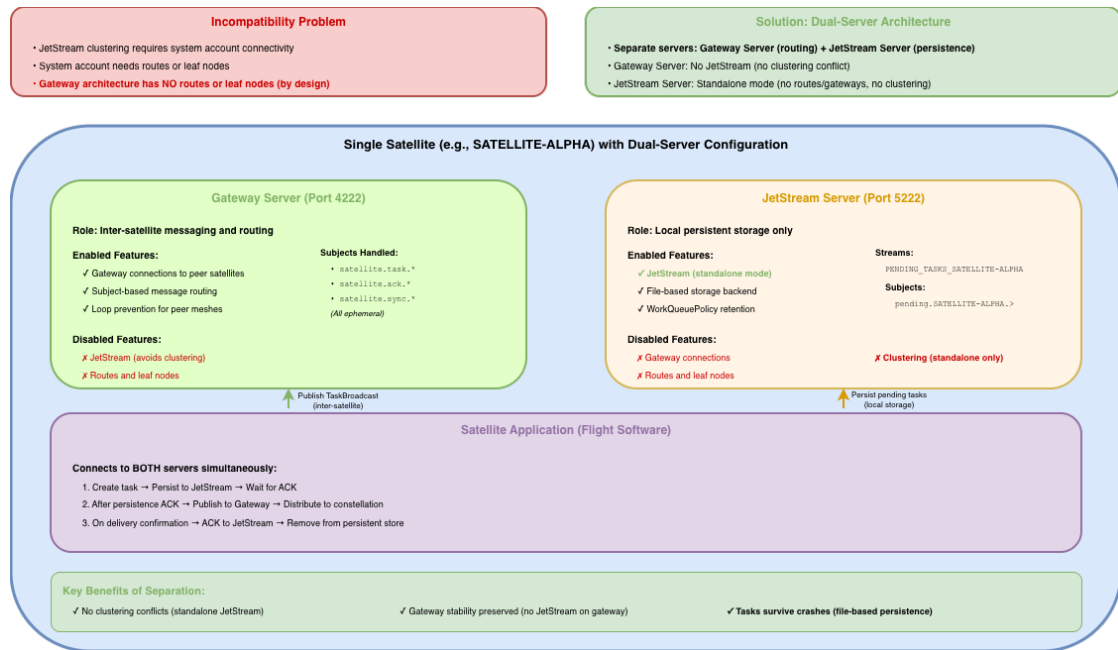 Incompatibility Problem
• JetStream clustering requires system account connectivity
• System account needs routes or leaf nodes
• Gateway architecture has NO routes or leaf nodes (by design)
Solution: Dual-Server Architecture
• Separate servers: Gateway Server (routing) + JetStream Server (persistence)
• Gateway Server: No JetStream (no clustering conflict)
• JetStream Server: Standalone mode (no routes/gateways, no clustering)
Single Satellite (e.g., SATELLITE-ALPHA) with Dual-Server Configuration
Gateway Server (Port 4222)
Role: Inter-satellite messaging and routing
Enabled Features:
✓ Gateway connections to peer satellites
✓ Subject-based message routing
✓ Loop prevention for peer meshes
Subjects Handled:
• satellite.task.*
• satellite.ack.*
• satellite.sync.*
(All ephemeral)
Disabled Features:
✗ JetStream (avoids clustering)
✗ Routes and leaf nodes
JetStream Server (Port 5222)
Role: Local persistent storage only
Enabled Features:
✓ JetStream (standalone mode)
✓ File-based storage backend
✓ WorkQueuePolicy retention
Streams:
PENDING_TASKS_SATELLITE-ALPHA
Subjects:
pending.SATELLITE-ALPHA.>
Disabled Features:
✗ Gateway connections
✗ Routes and leaf nodes
✗ Clustering (standalone only)
Publish TaskBroadcast
(inter-satellite)
Persist pending tasks
(local storage)
Satellite Application (Flight Software)
Connects to BOTH servers simultaneously:
1. Create task → Persist to JetStream → Wait for ACK
2. After persistence ACK → Publish to Gateway → Distribute to constellation
3. On delivery confirmation → ACK to JetStream → Remove from persistent store
Key Benefits of Separation:
✓ No clustering conflicts (standalone JetStream)
✓ Gateway stability preserved (no JetStream on gateway)
✓ Tasks survive crashes (file-based persistence)